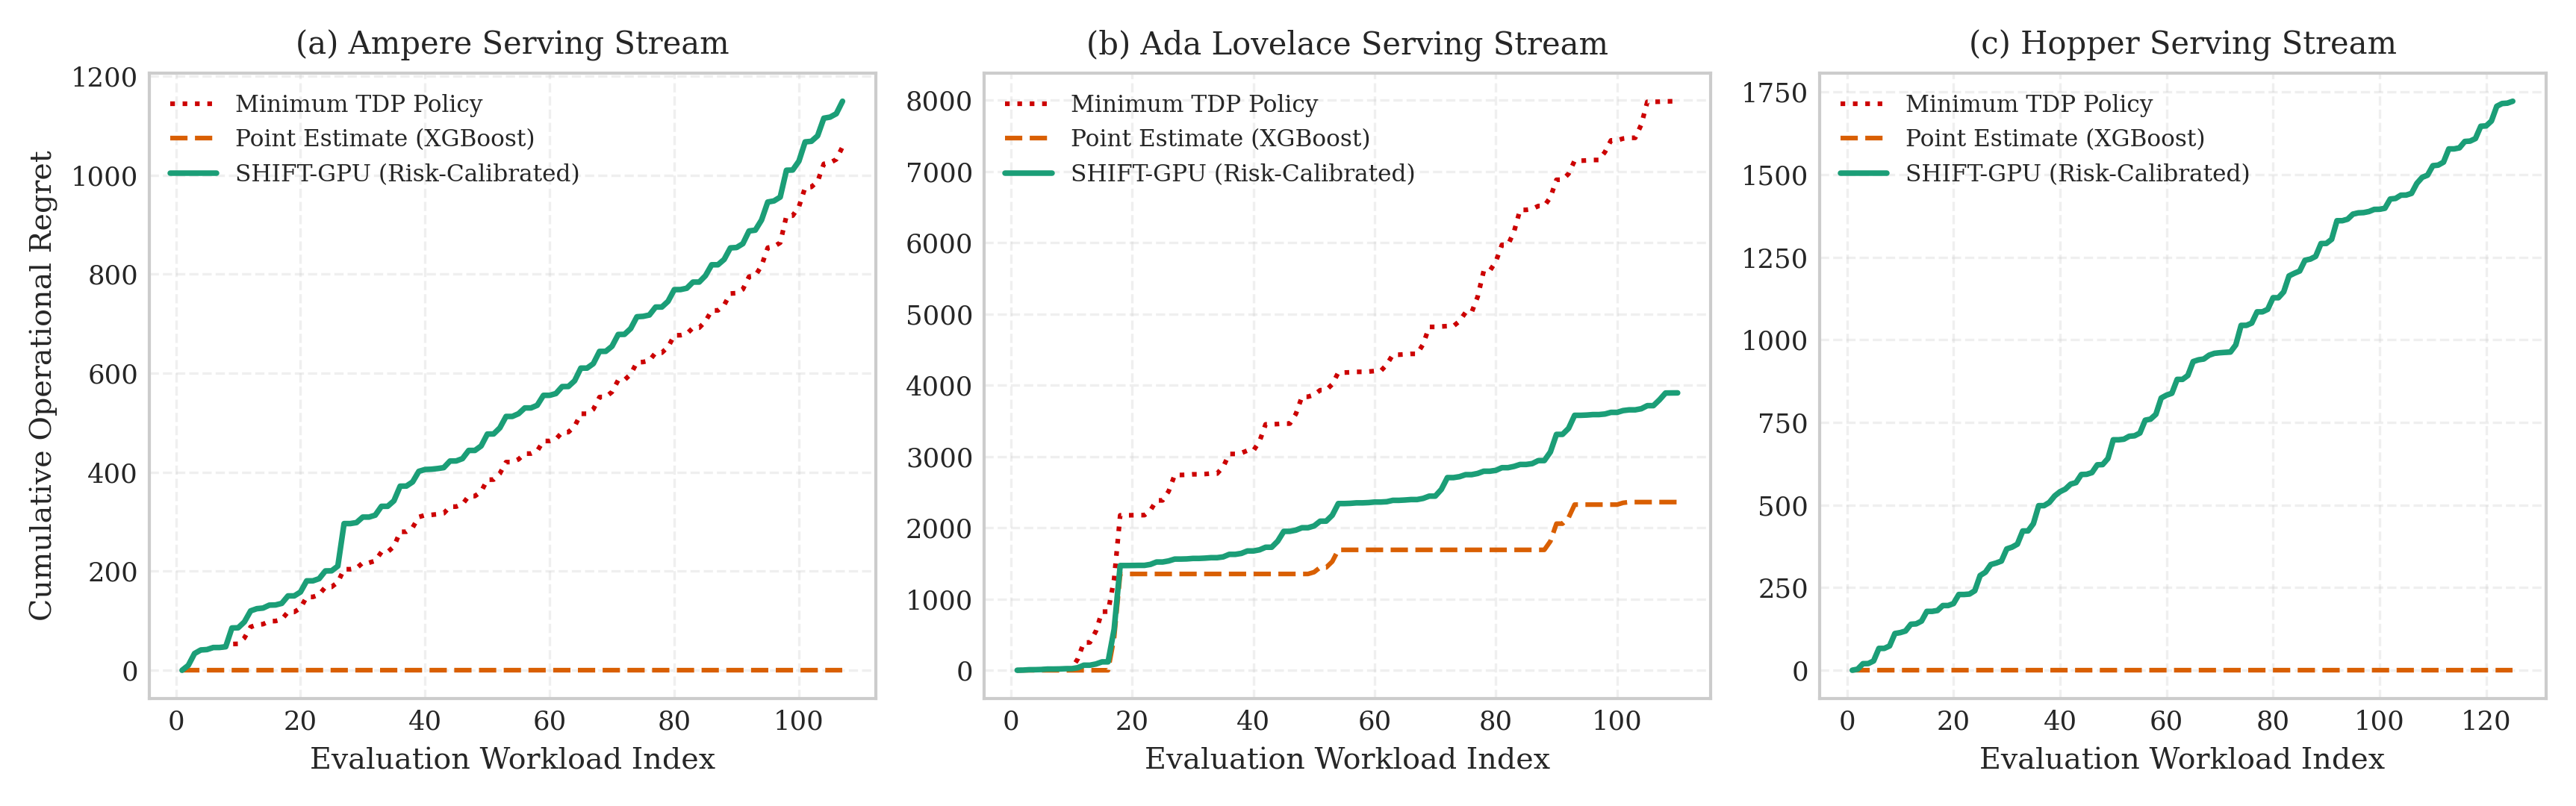 (a) Ampere Serving Stream
Cumulative Operational Regret
1200
1000
800
600
400
200
0
Minimum TDP Policy
Point Estimate (XGBoost)
SHIFT-GPU (Risk-Calibrated)
0 20 40 60 80 100
Evaluation Workload Index
(b) Ada Lovelace Serving Stream
8000
7000
6000
5000
4000
3000
2000
1000
0
Minimum TDP Policy
Point Estimate (XGBoost)
SHIFT-GPU (Risk-Calibrated)
0 20 40 60 80 100
Evaluation Workload Index
(c) Hopper Serving Stream
1750
1500
1250
1000
750
500
250
0
Minimum TDP Policy
Point Estimate (XGBoost)
SHIFT-GPU (Risk-Calibrated)
0 20 40 60 80 100 120
Evaluation Workload Index